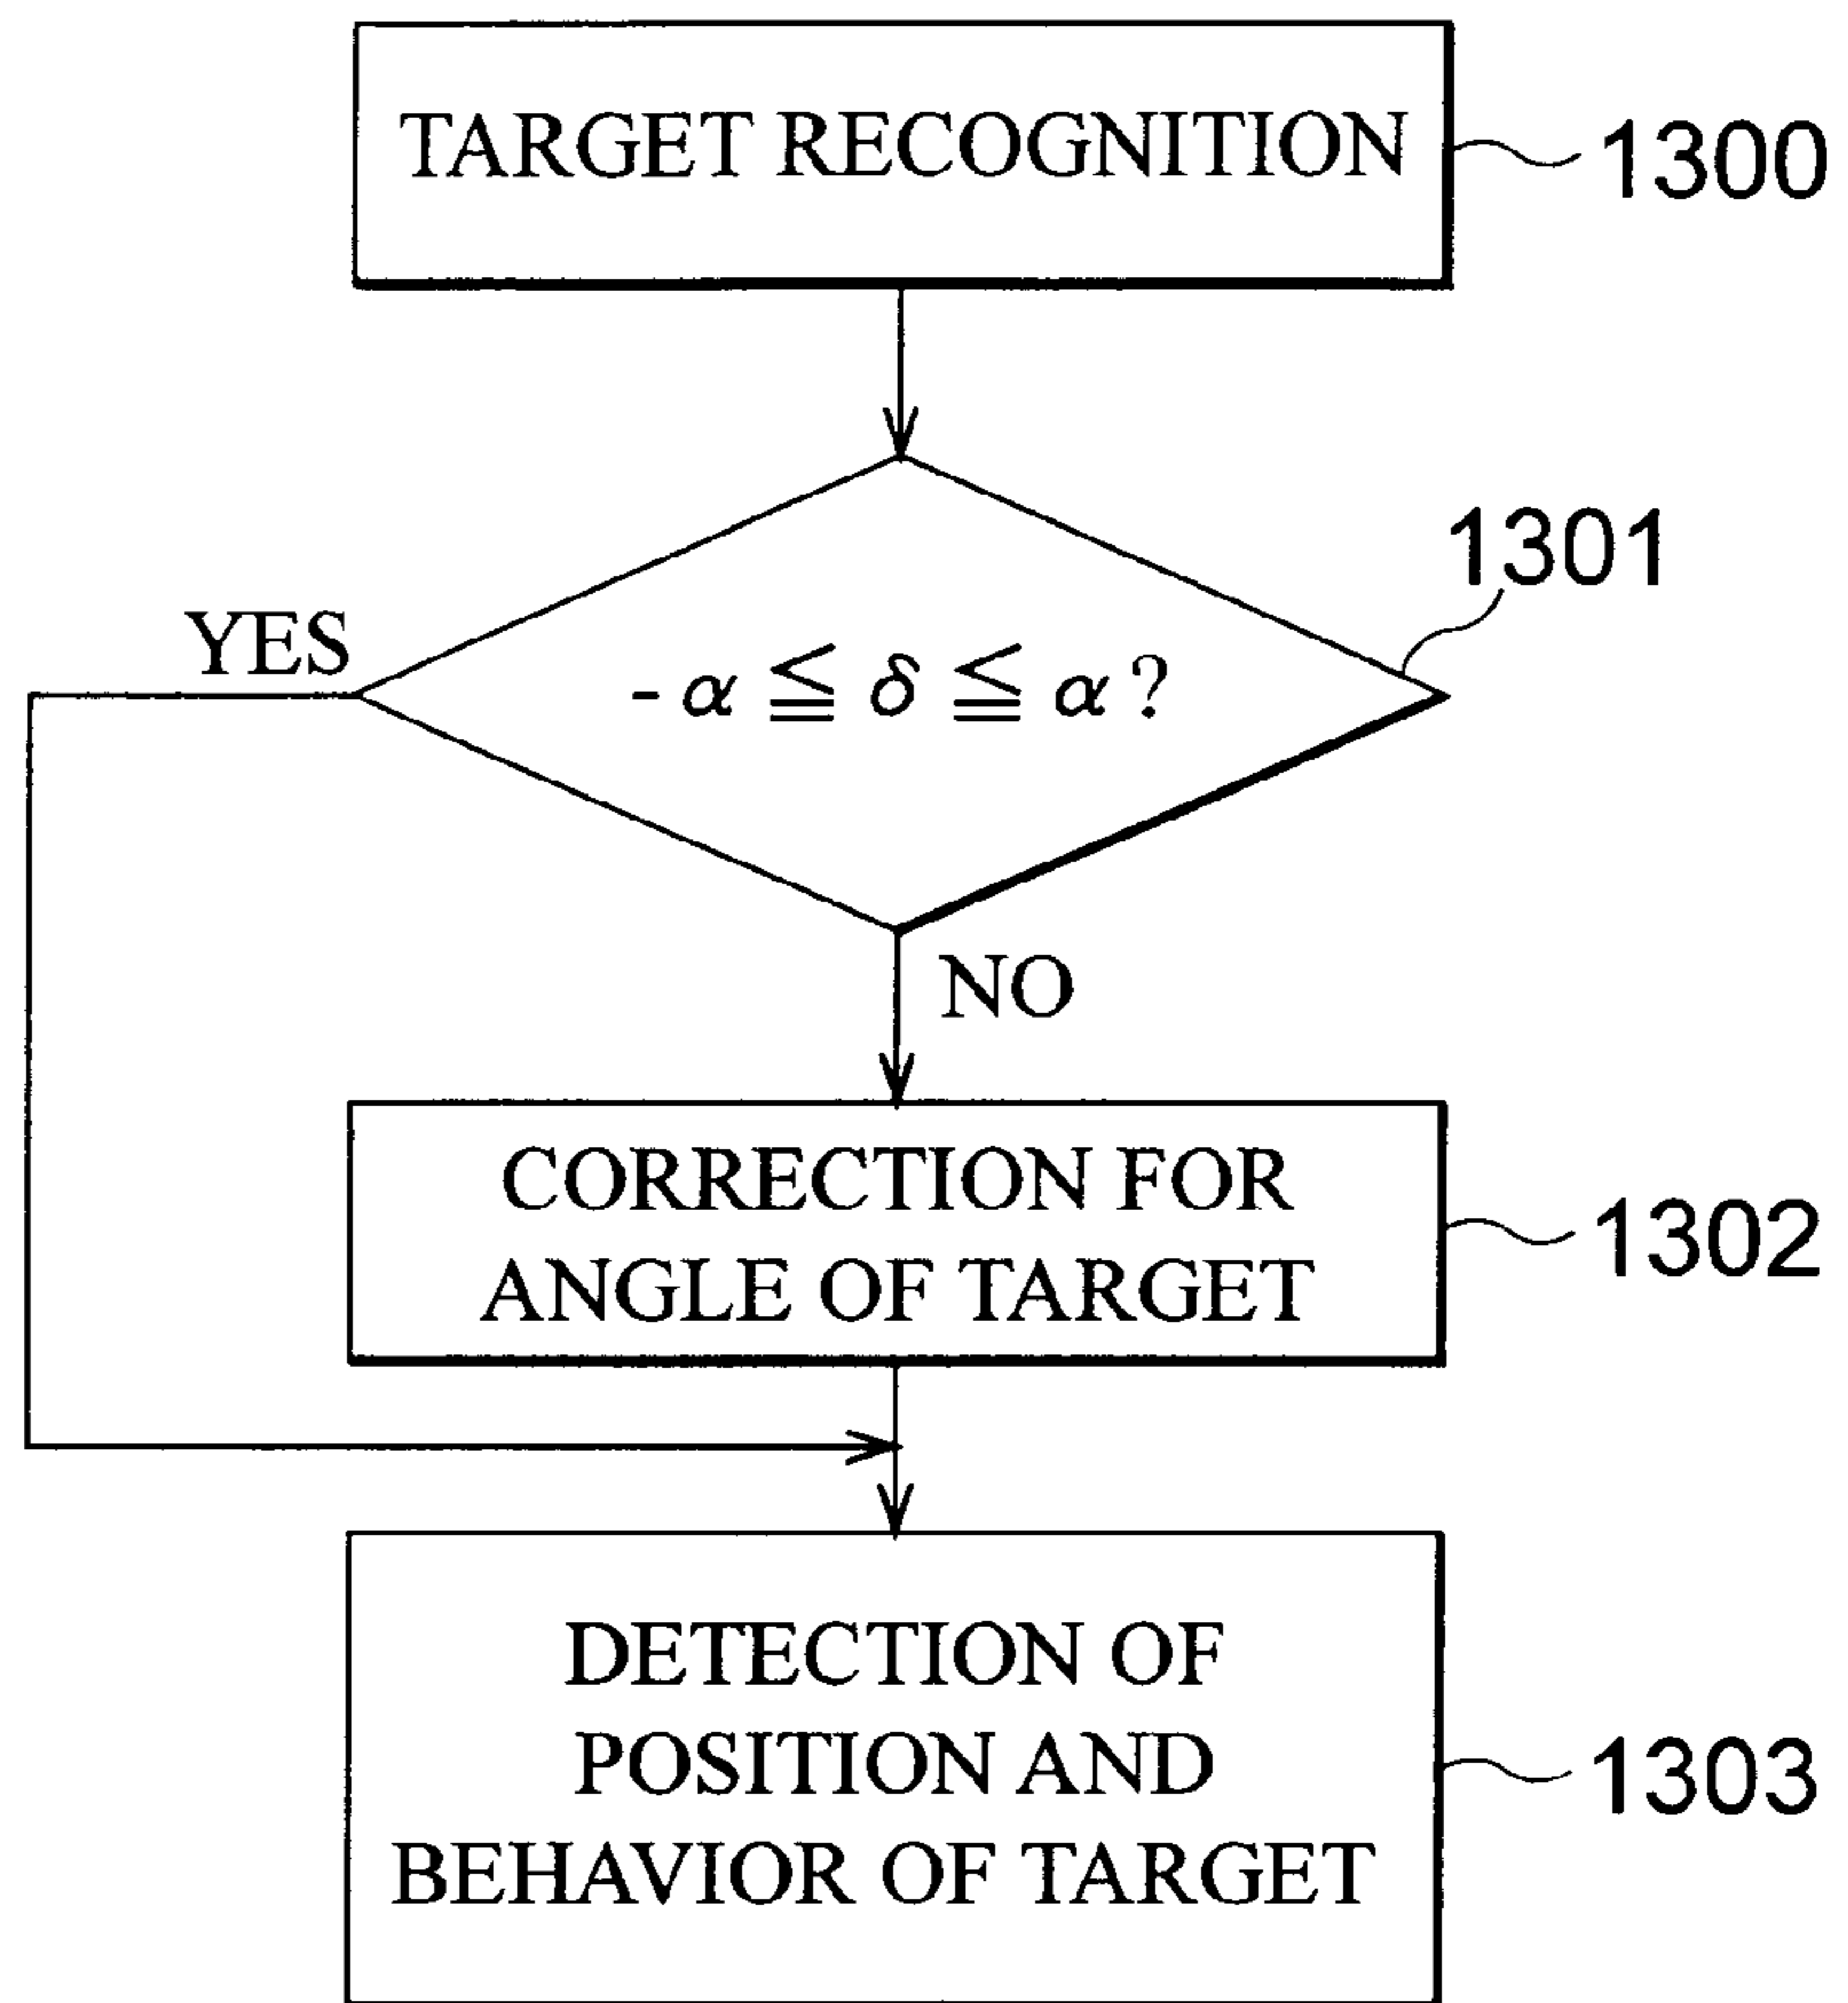 TARGET RECOGNITION
1300
1301
YES
- α ≦ δ ≦ α ?
NO
CORRECTION FOR
ANGLE OF TARGET
1302
DETECTION OF
POSITION AND
BEHAVIOR OF TARGET
1303